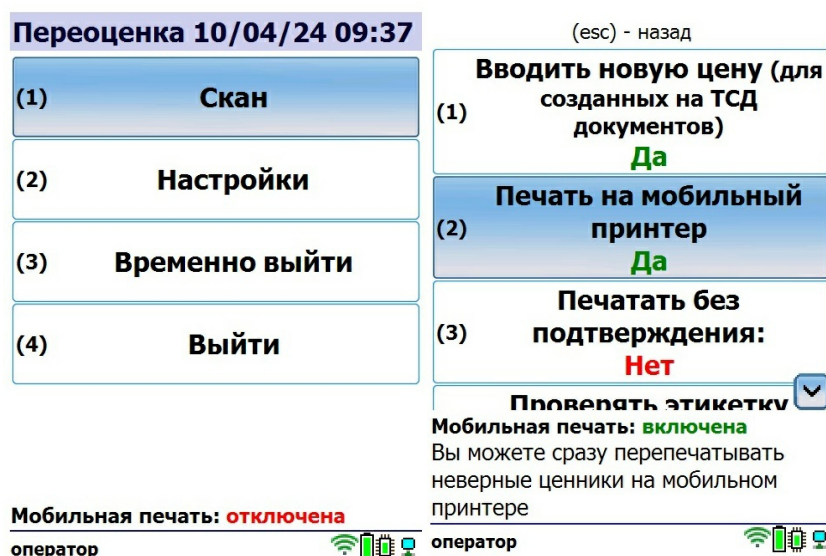 Переоценка 10/04/24 09:37
(1) Скан
(2) Настройки
(3) Временно выйти
(4) Выйти
Мобильная печать: отключена
оператор
(esc) - назад
Вводить новую цену (для
(1) созданных на ТСД
документов)
Да
Печать на мобильный
(2) принтер
Да
Печатать без
(3) подтверждения:
Нет
Проверять этикетку
Мобильная печать: включена
Вы можете сразу перепечатывать
неверные ценники на мобильном
принтере
оператор